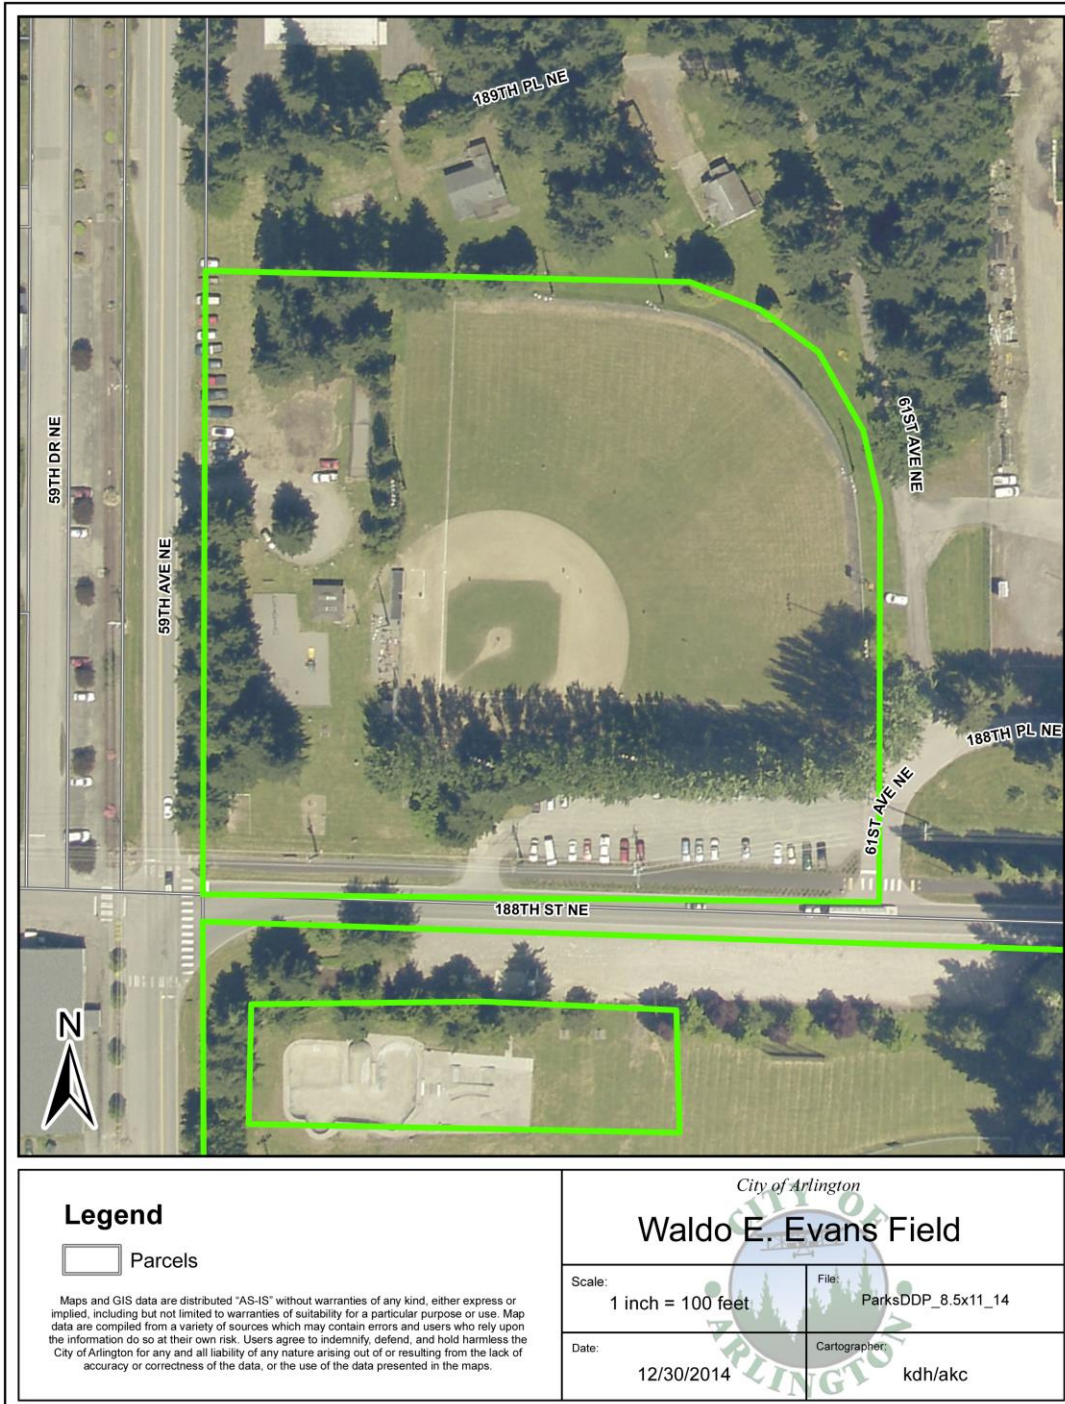 189TH PL NE
59TH DR NE
61ST AVE NE
59TH AVE NE
188TH PL NE
61ST AVE NE
188TH ST NE
N
Legend
Parcels
Maps and GIS data are distributed “AS-IS” without warranties of any kind, either express or
implied, including but not limited to warranties of suitability for a particular purpose or use. Map
data are compiled from a variety of sources which may contain errors and users who rely upon
the information do so at their own risk. Users agree to indemnify, defend, and hold harmless the
City of Arlington for any and all liability of any nature arising out of or resulting from the lack of
accuracy or correctness of the data, or the use of the data presented in the maps.
City of Arlington
Waldo E. Evans Field
CITY OF
ARLINGTON
Scale:
1 inch = 100 feet
File:
ParksDDP_8.5x11_14
Date:
12/30/2014
Cartographer:
kdh/akc